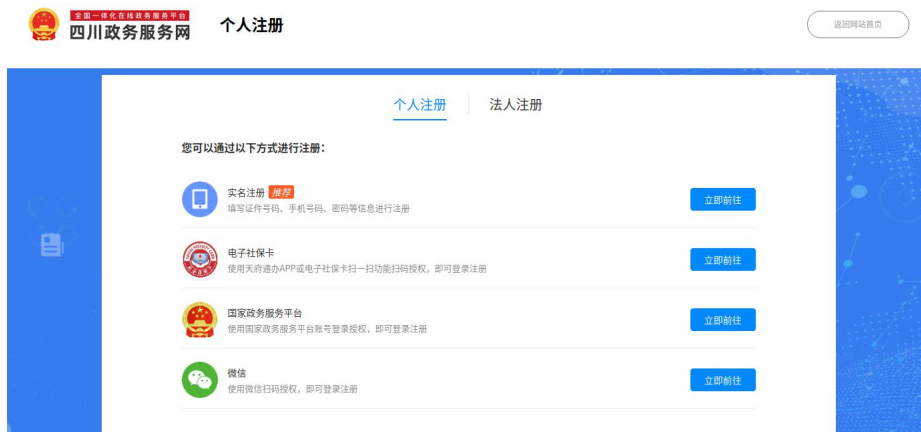 全国一体化在线政务服务平台
四川政务服务网
个人注册
返回网站首页
个人注册
法人注册
您可以通过以下方式进行注册：
实名注册 推荐
填写证件号码、手机号码、密码等信息进行注册
立即前往
电子社保卡
使用天府通办APP或电子社保卡扫一扫功能扫码授权，即可登录注册
立即前往
国家政务服务平台
使用国家政务服务平台账号登录授权，即可登录注册
立即前往
微信
使用微信扫码授权，即可登录注册
立即前往